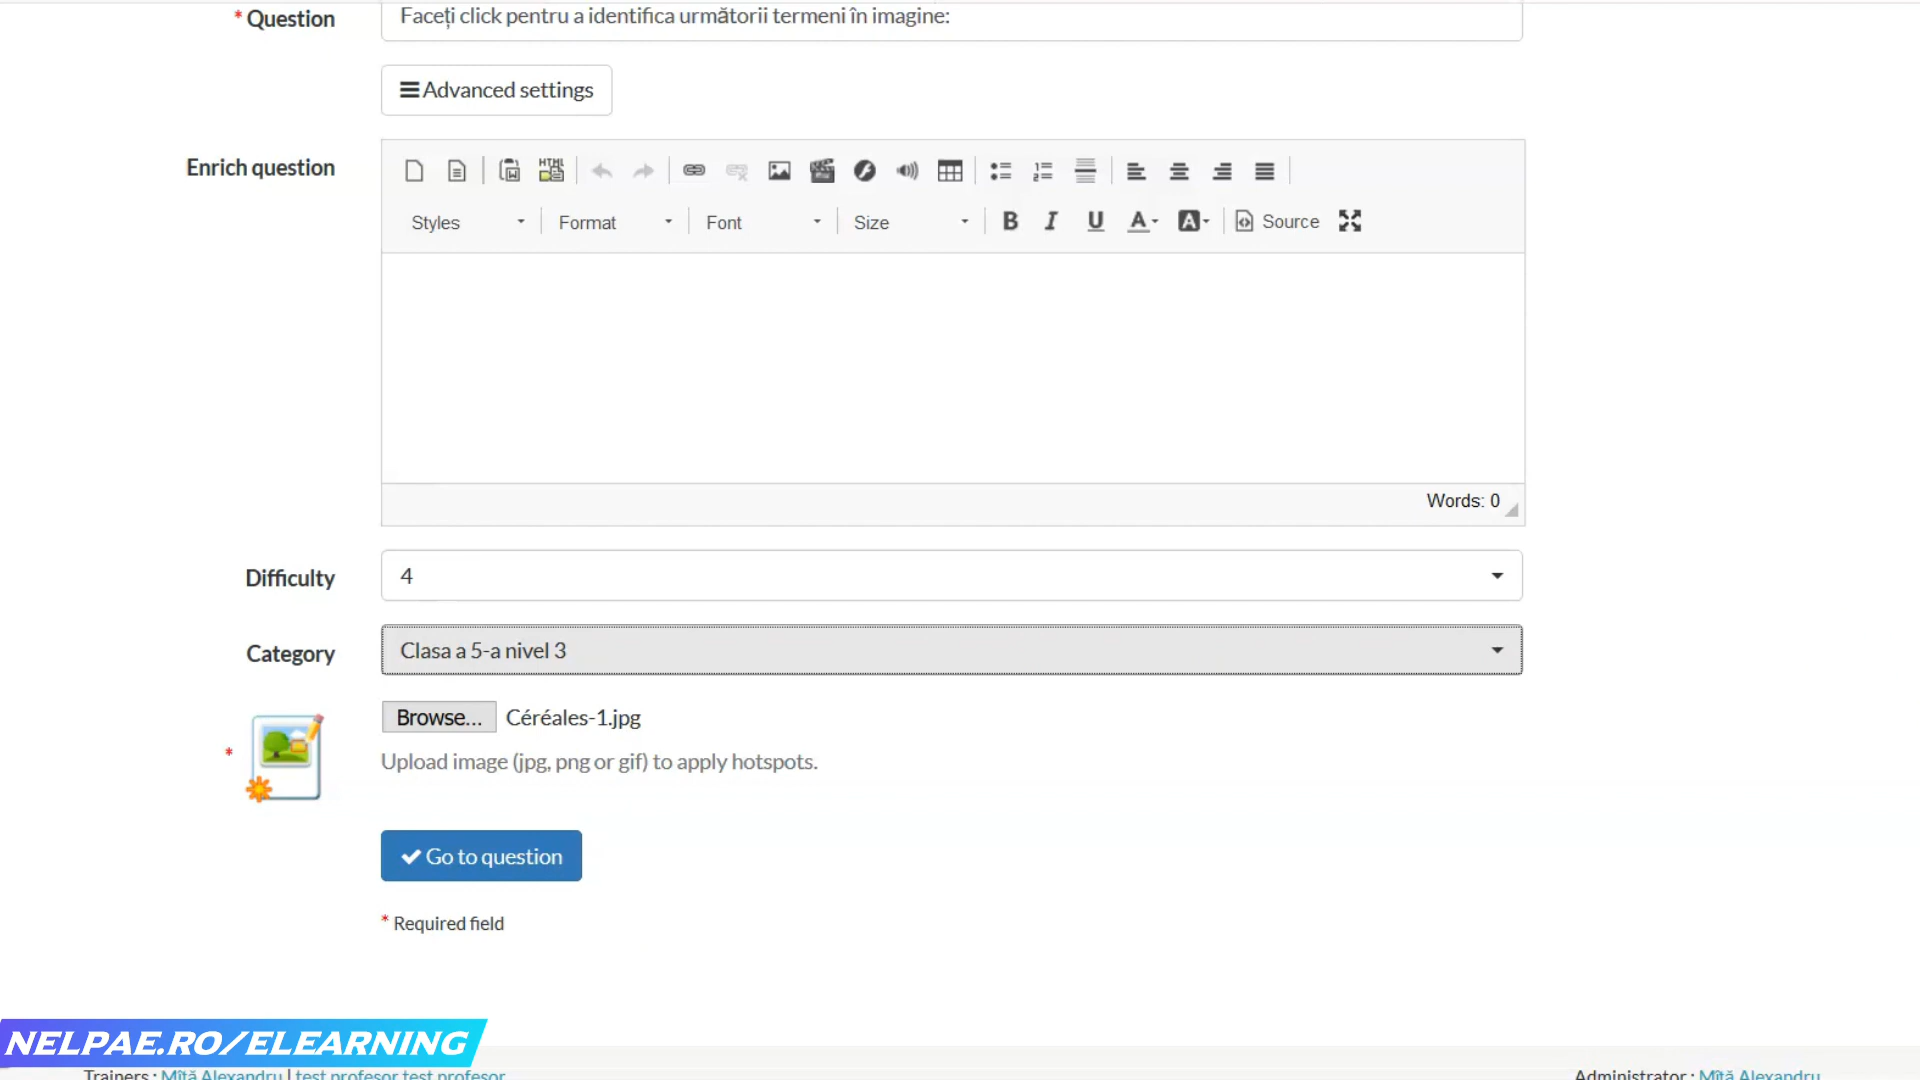 * Question
Faceți click pentru a identifica următorii termeni în imagine:
Advanced settings
Enrich question
Styles
Format
Font
Size
B I U A A
Source
Words: 0
Difficulty
4
Category
Clasa a 5-a nivel 3
*
Browse...
Céréales-1.jpg
Upload image (jpg, png or gif) to apply hotspots.
Go to question
* Required field
NELPAE.RO/ELEARNING
Trainers : Mîță Alexandru | test profesor test profesor
Administrator : Mîță Alexandru